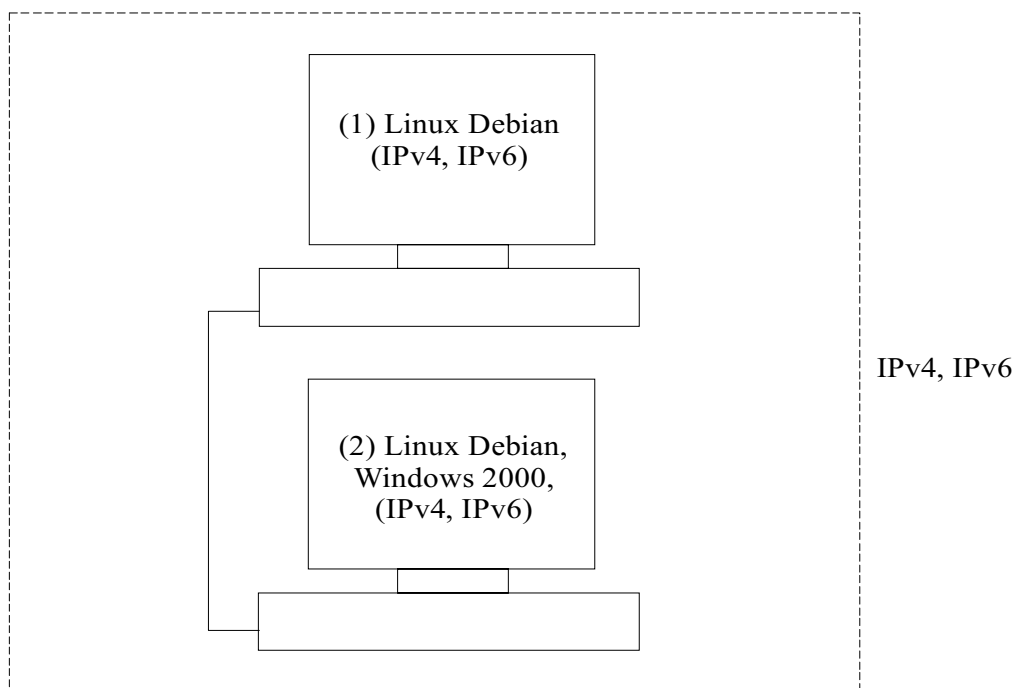 (1) Linux Debian
(IPv4, IPv6)
IPv4, IPv6
(2) Linux Debian,
Windows 2000,
(IPv4, IPv6)